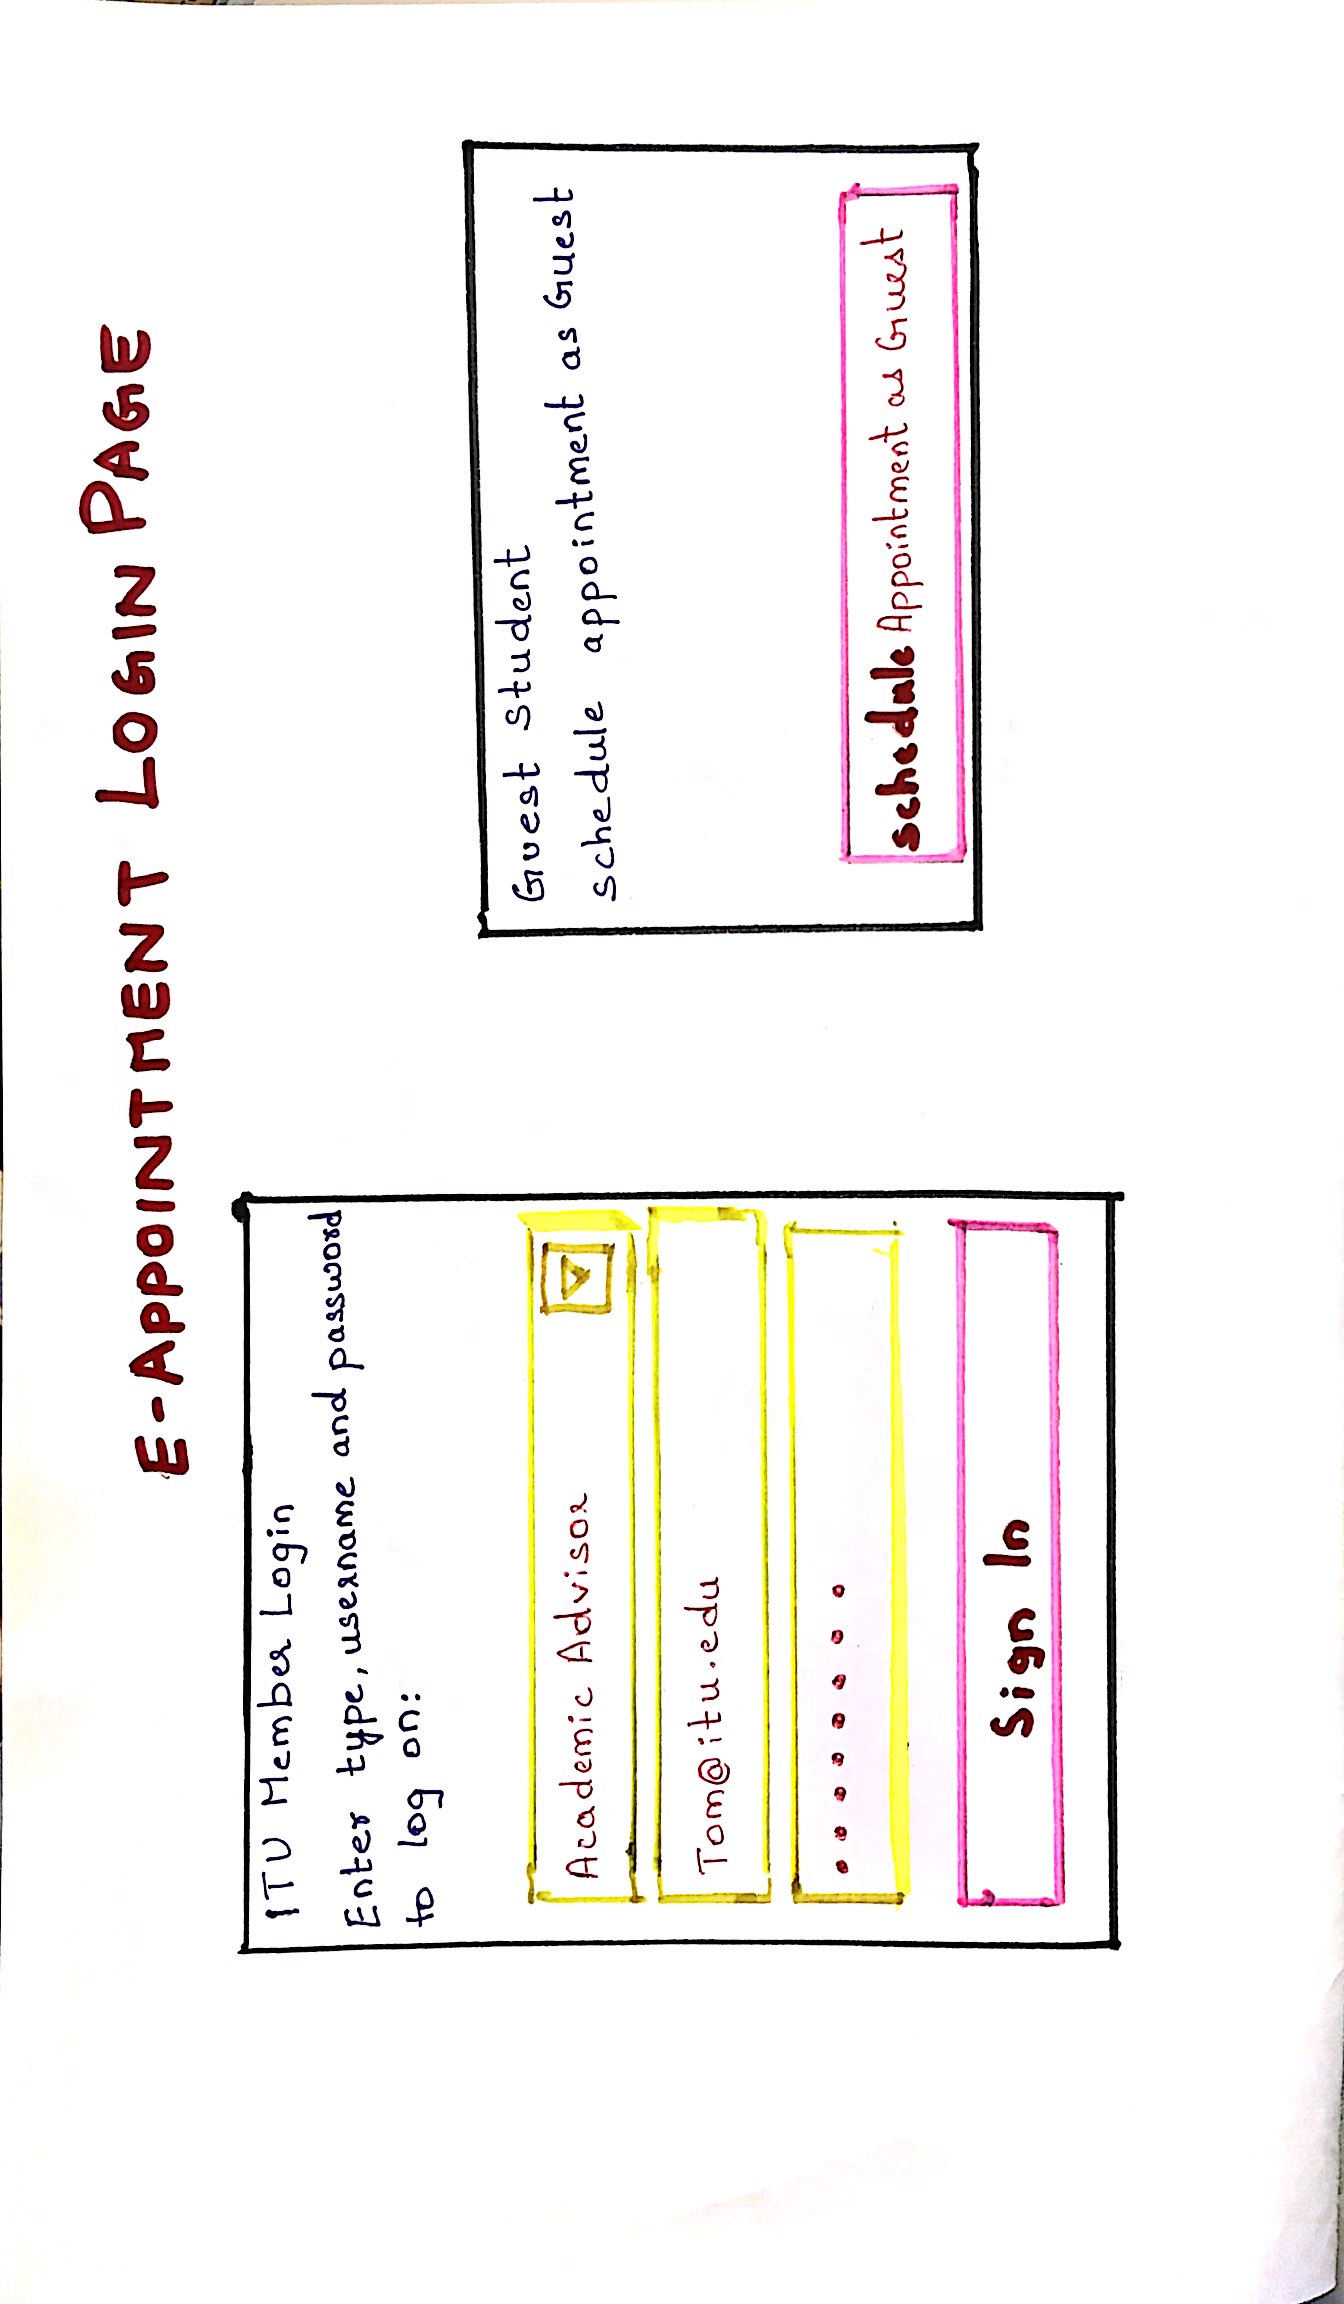 E-APPOINTMENT LOGIN PAGE
ITU Member Login
Enter type, username and password
to log on:
Academic Advisor
Tom@itu.edu
........
Sign In
Guest student
schedule appointment as Guest
schedule Appointment as Guest